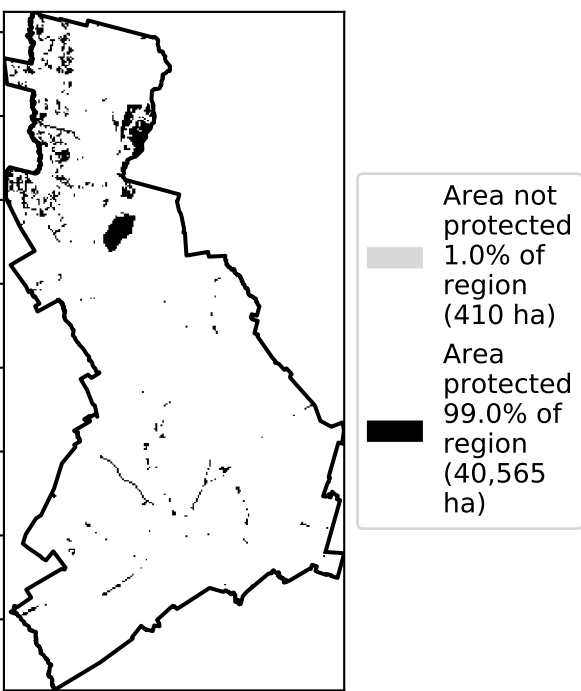 Area not
protected
1.0% of
region
(410 ha)
Area
protected
99.0% of
region
(40,565
ha)